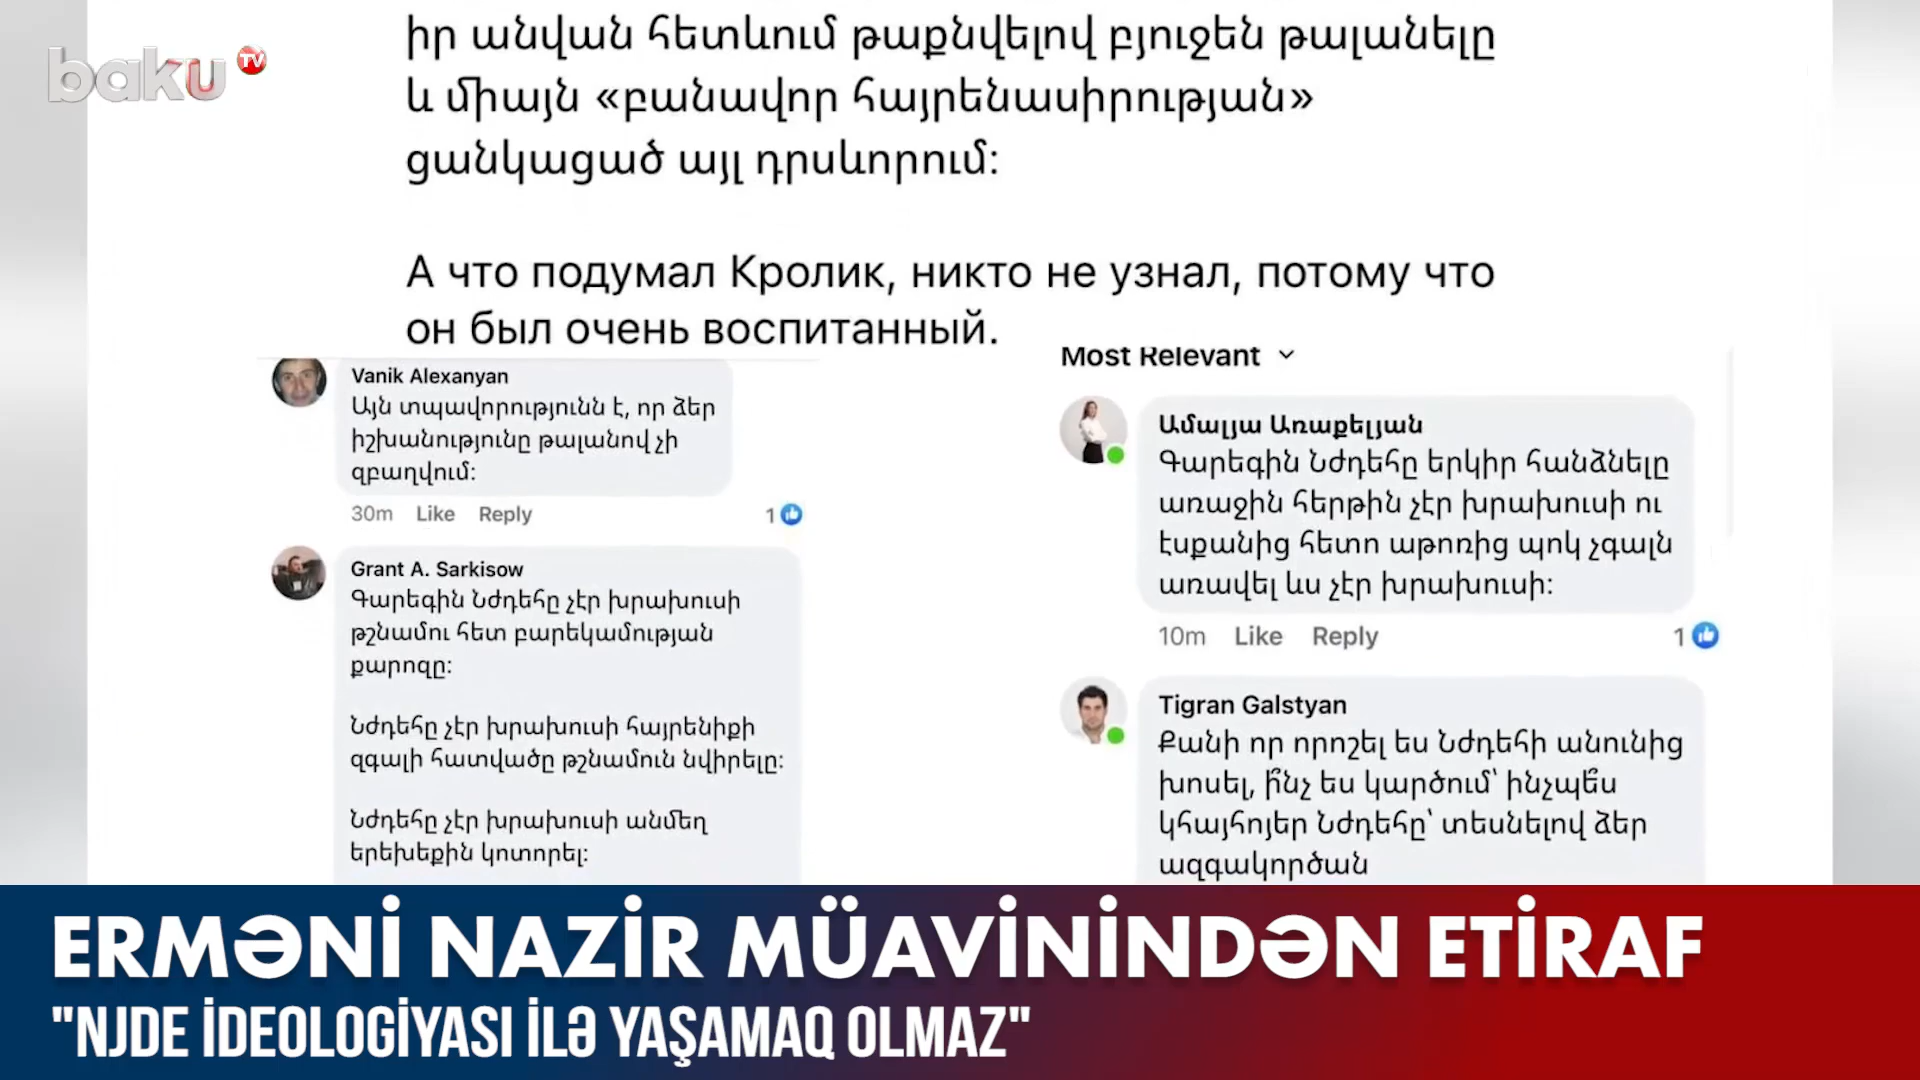 baku TV
իր անվան հետևում թաքնվելով բյուջեն թալանելը
և միայն «բանավոր հայրենասիրության»
ցանկացած այլ դրսևորում:
А что подумал Кролик, никто не узнал, потому что
он был очень воспитанный.
Vanik Alexanyan
Այն տպավորությունն է, որ ձեր
իշխանությունը թալանով չի
զբաղվում:
30m Like Reply 1
Grant A. Sarkisow
Գարեգին Նժդեհը չէր խրախուսի
թշնամու հետ բարեկամության
քարոզը:
Նժդեհը չէր խրախուսի հայրենիքի
զգալի հատվածը թշնամուն նվիրելը:
Նժդեհը չէր խրախուսի անմեղ
երեխեքին կոտորել:
Most Relevant
Ամալյա Առաքելյան
Գարեգին Նժդեհը երկիր հանձնելը
առաջին հերթին չէր խրախուսի ու
էսքանից հետո աթոռից պոկ չգալն
առավել ևս չէր խրախուսի:
10m Like Reply 1
Tigran Galstyan
Քանի որ որոշել ես Նժդեհի անունից
խոսել, ի՞նչ ես կարծում՝ ինչպե՞ս
կհայհոյեր Նժդեհը՝ տեսնելով ձեր
ազգակործան
ERMƏNİ NAZİR MÜAVİNİNDƏN ETİRAF
"NJDE İDEOLOGİYASI İLƏ YAŞAMAQ OLMAZ"